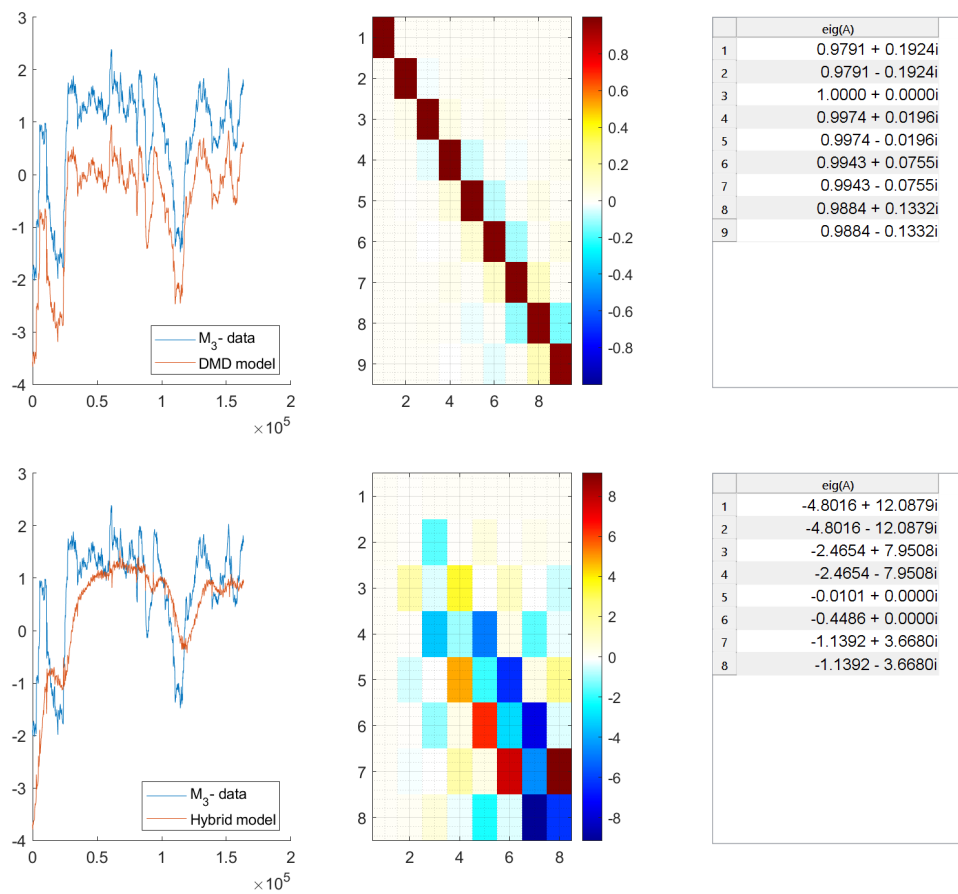 3
2
1
0
-1
-2
-3
-4
0 0.5 1 1.5 2
×10^5
M_3- data
DMD model
1
2
3
4
5
6
7
8
9
2 4 6 8
0.8
0.6
0.4
0.2
0
-0.2
-0.4
-0.6
-0.8
eig(A)
1 0.9791 + 0.1924i
2 0.9791 - 0.1924i
3 1.0000 + 0.0000i
4 0.9974 + 0.0196i
5 0.9974 - 0.0196i
6 0.9943 + 0.0755i
7 0.9943 - 0.0755i
8 0.9884 + 0.1332i
9 0.9884 - 0.1332i
3
2
1
0
-1
-2
-3
-4
0 0.5 1 1.5 2
×10^5
M_3- data
Hybrid model
1
2
3
4
5
6
7
8
2 4 6 8
8
6
4
2
0
-2
-4
-6
-8
eig(A)
1 -4.8016 + 12.0879i
2 -4.8016 - 12.0879i
3 -2.4654 + 7.9508i
4 -2.4654 - 7.9508i
5 -0.0101 + 0.0000i
6 -0.4486 + 0.0000i
7 -1.1392 + 3.6680i
8 -1.1392 - 3.6680i